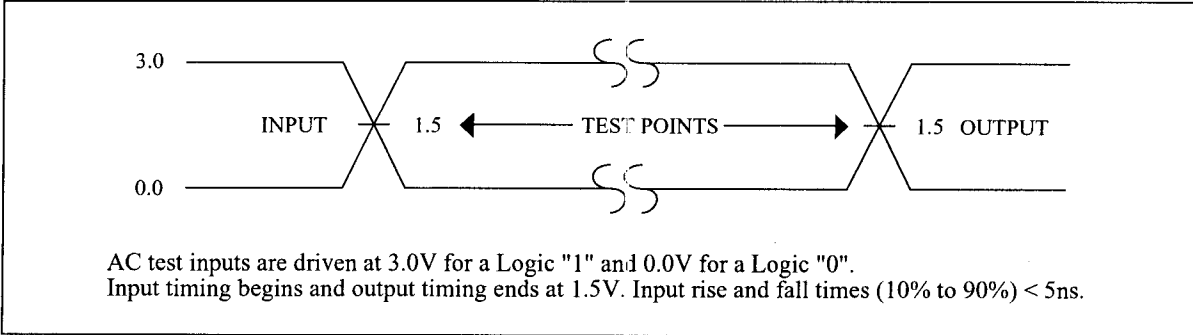 3.0
INPUT 1.5 TEST POINTS 1.5 OUTPUT
0.0
AC test inputs are driven at 3.0V for a Logic "1" and 0.0V for a Logic "0".
Input timing begins and output timing ends at 1.5V. Input rise and fall times (10% to 90%) < 5ns.